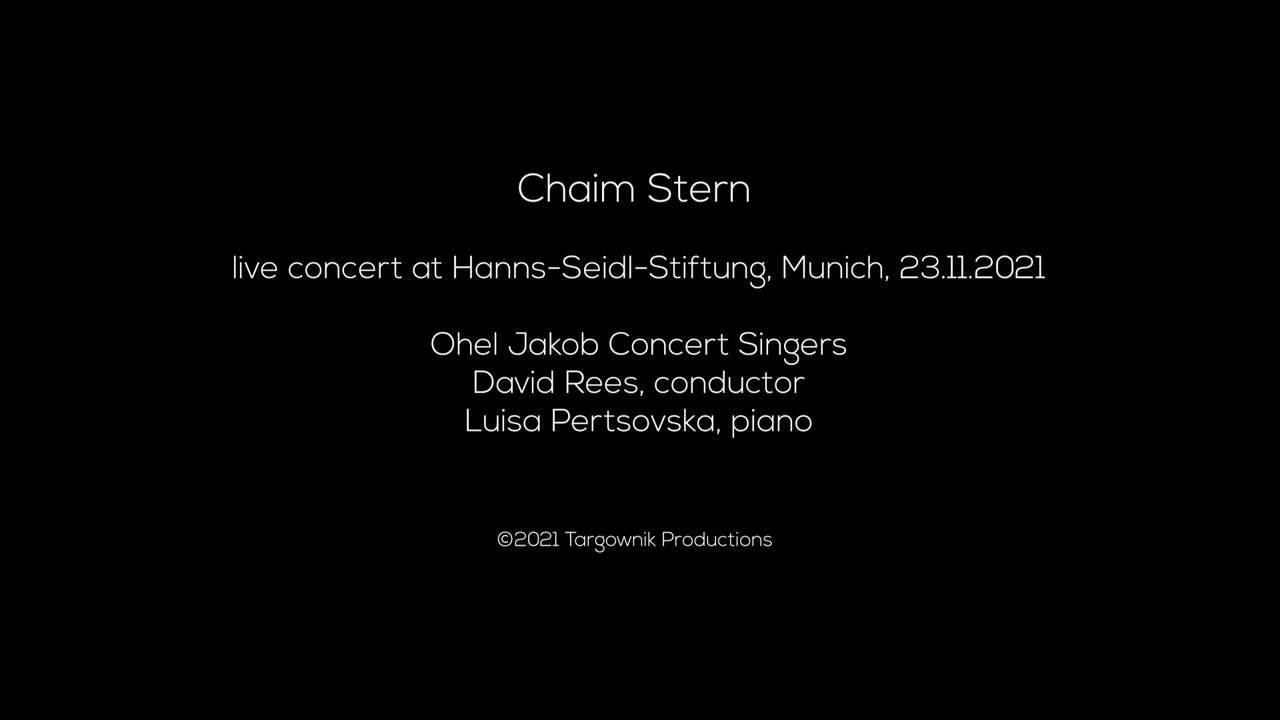 Chaim Stern
live concert at Hanns-Seidl-Stiftung, Munich, 23.11.2021
Ohel Jakob Concert Singers
David Rees, conductor
Luisa Pertsovska, piano
©2021 Targownik Productions